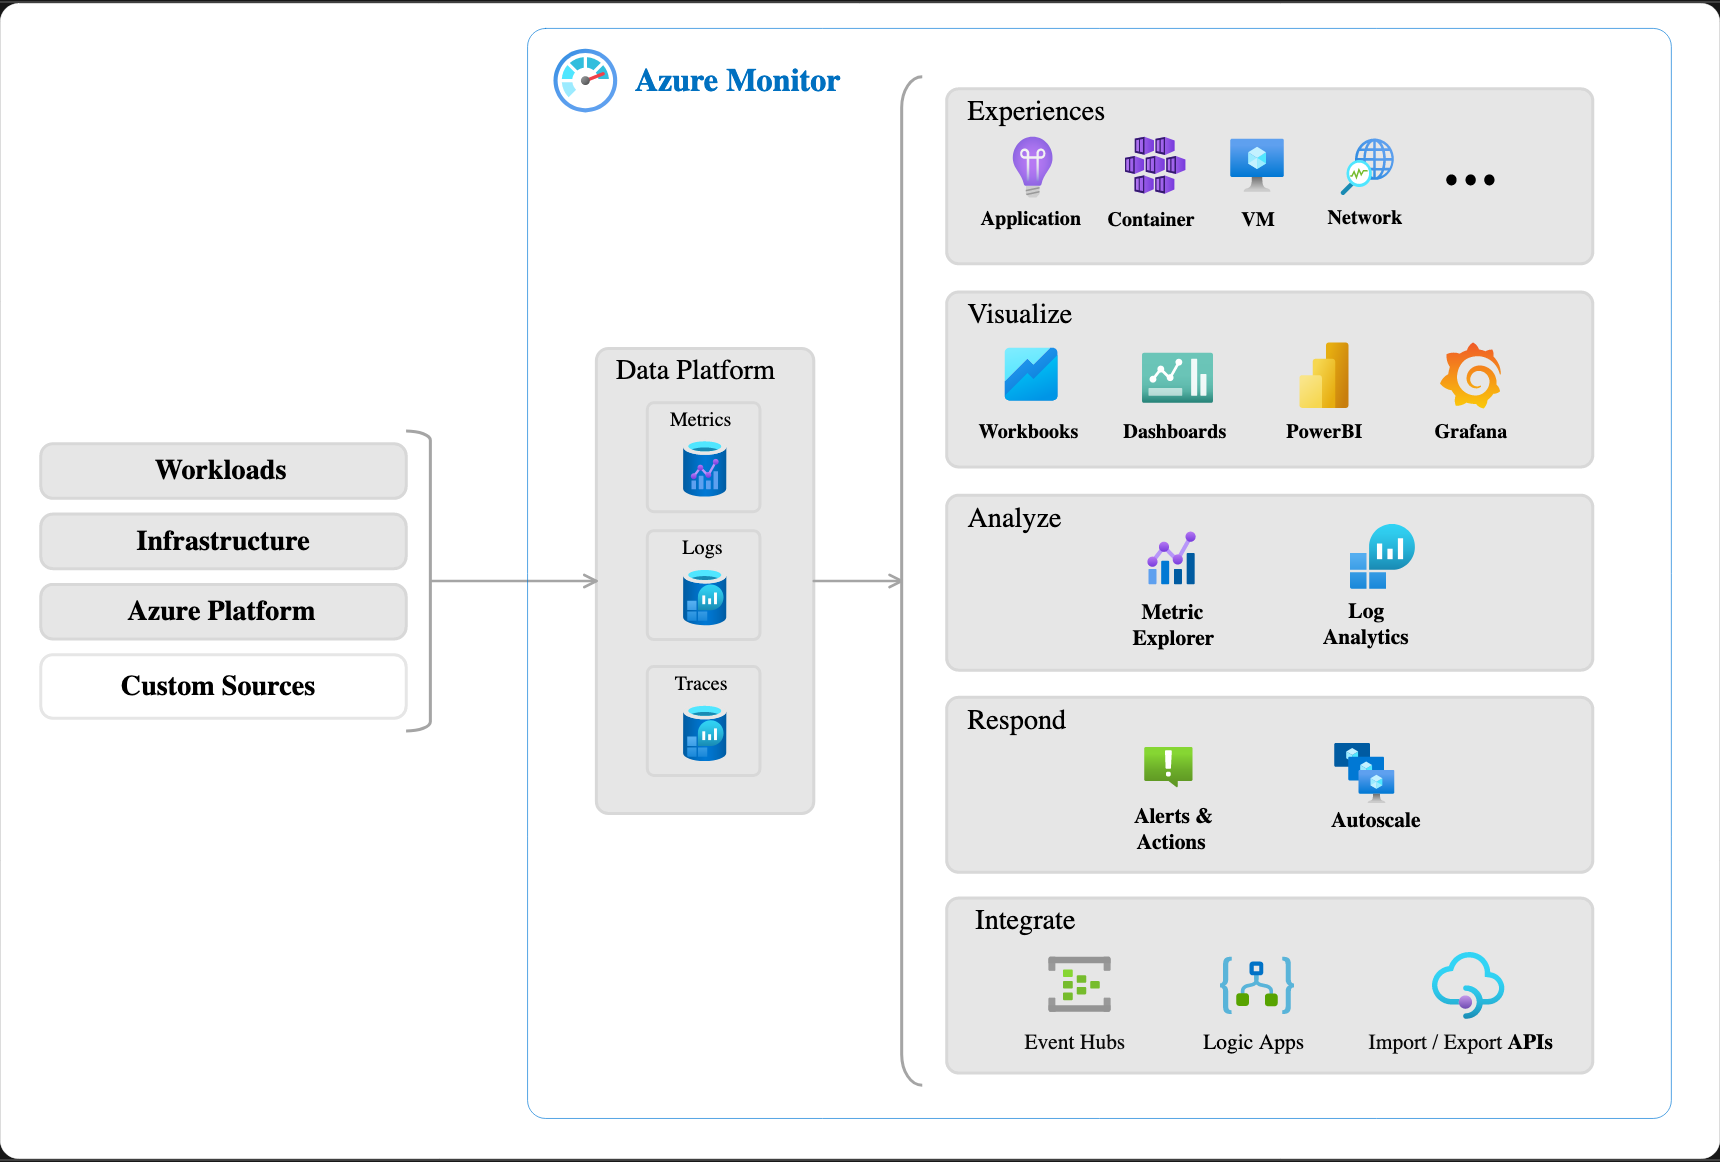 Azure Monitor
Workloads
Infrastructure
Azure Platform
Custom Sources
Data Platform
Metrics
Logs
Traces
Experiences
Application
Container
VM
Network
...
Visualize
Workbooks
Dashboards
PowerBI
Grafana
Analyze
Metric
Explorer
Log
Analytics
Respond
Alerts &
Actions
Autoscale
Integrate
Event Hubs
Logic Apps
Import / Export APIs